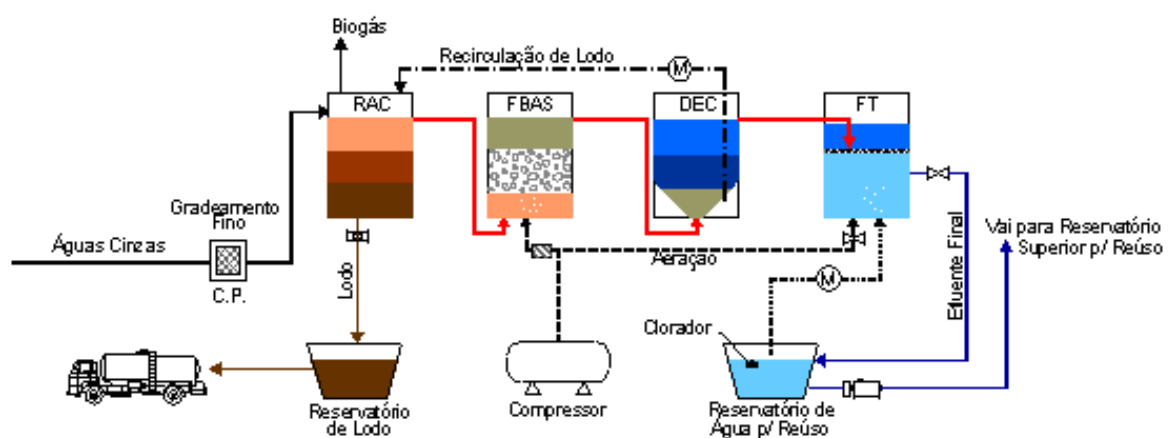 Biogás
Recirculação de Lodo
M
RAC
FBAS
DEC
FT
Gradeamento
Fino
Águas Cinzas
C.P.
Lodo
Aeração
M
Efluente Final
Vai para Reservatório
Superior p/ Reúso
Clorador
Reservatório
de Lodo
Compressor
Reservatório de
Água p/ Reúso